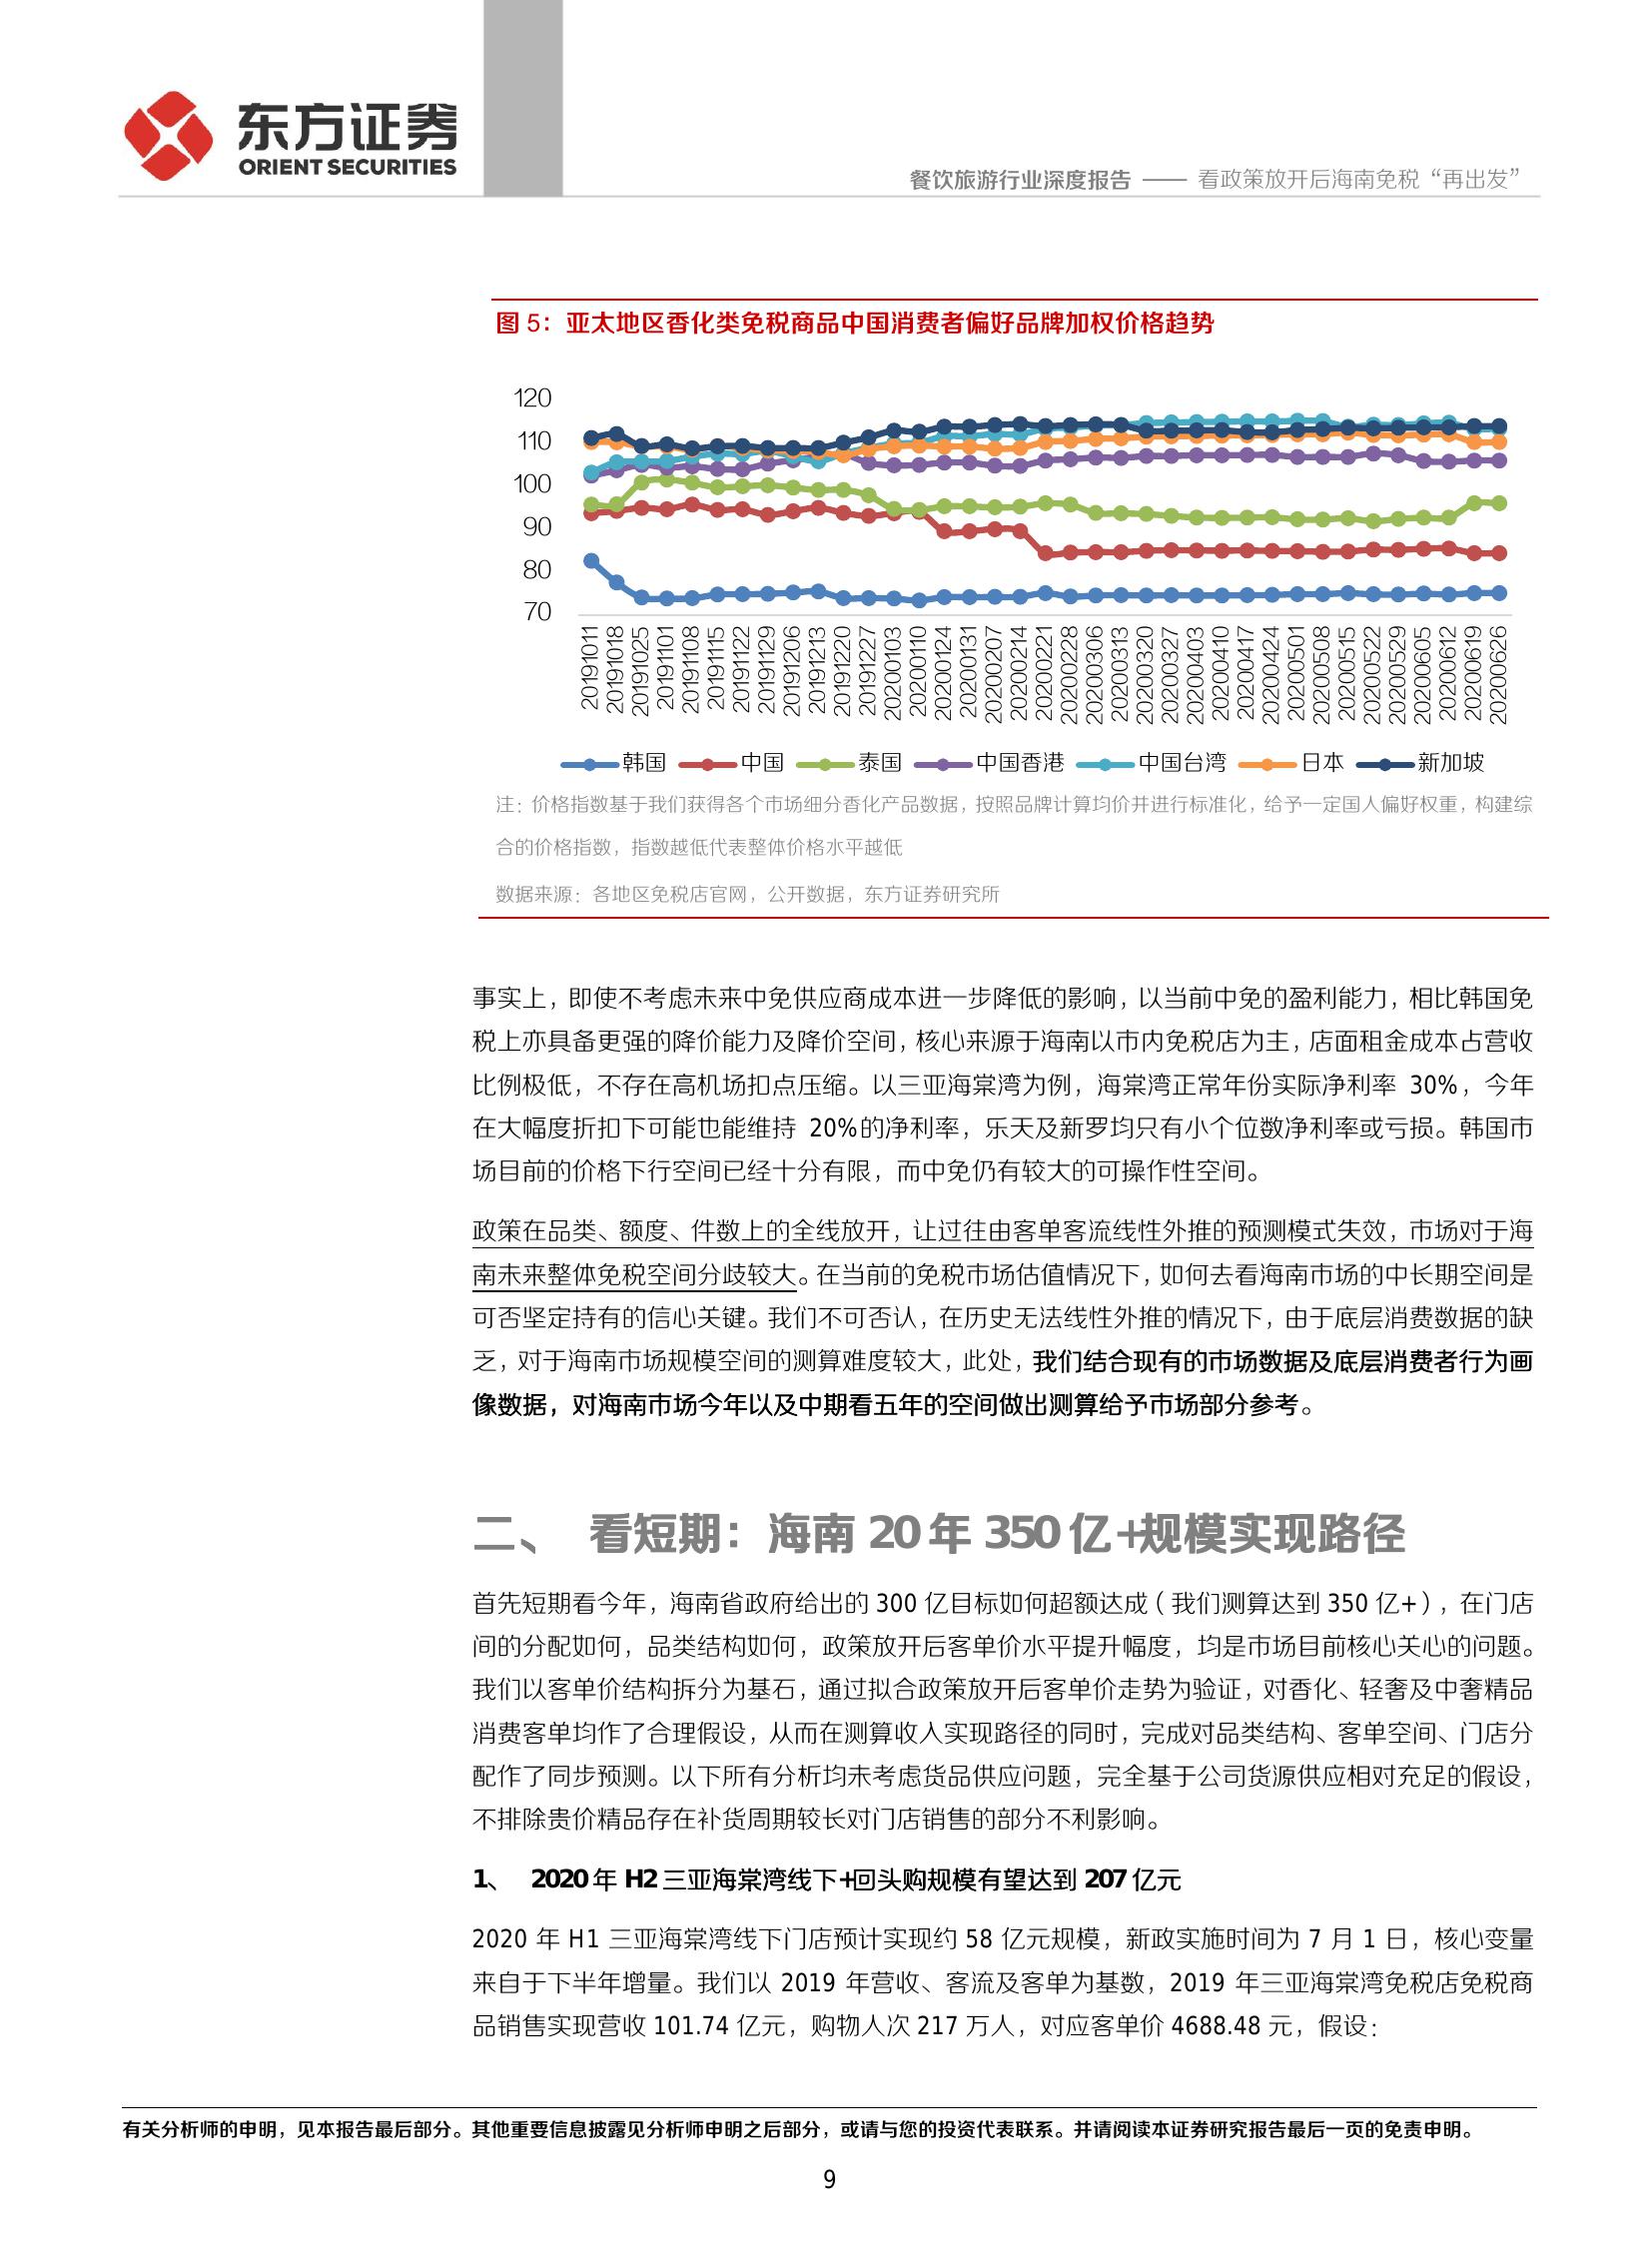 东方证券
ORIENT SECURITIES
餐饮旅游行业深度报告 —— 看政策放开后海南免税“再出发”
图 5：亚太地区香化类免税商品中国消费者偏好品牌加权价格趋势
120
110
100
90
80
70
20191011
20191018
20191025
20191101
20191108
20191115
20191122
20191129
20191206
20191213
20191220
20191227
20200103
20200110
20200124
20200131
20200207
20200214
20200221
20200228
20200306
20200313
20200320
20200327
20200403
20200410
20200417
20200424
20200501
20200508
20200515
20200522
20200529
20200605
20200612
20200619
20200626
韩国 中国 泰国 中国香港 中国台湾 日本 新加坡
注：价格指数基于我们获得各个市场细分香化产品数据，按照品牌计算均价并进行标准化，给予一定国人偏好权重，构建综
合的价格指数，指数越低代表整体价格水平越低
数据来源：各地区免税店官网，公开数据，东方证券研究所
事实上，即使不考虑未来中免供应商成本进一步降低的影响，以当前中免的盈利能力，相比韩国免
税上亦具备更强的降价能力及降价空间，核心来源于海南以市内免税店为主，店面租金成本占营收
比例极低，不存在高机场扣点压缩。以三亚海棠湾为例，海棠湾正常年份实际净利率 30%，今年
在大幅度折扣下可能也能维持 20%的净利率，乐天及新罗均只有小个位数净利率或亏损。韩国市
场目前的价格下行空间已经十分有限，而中免仍有较大的可操作性空间。
政策在品类、额度、件数上的全线放开，让过往由客单客流线性外推的预测模式失效，市场对于海
南未来整体免税空间分歧较大。在当前的免税市场估值情况下，如何去看海南市场的中长期空间是
可否坚定持有的信心关键。我们不可否认，在历史无法线性外推的情况下，由于底层消费数据的缺
乏，对于海南市场规模空间的测算难度较大，此处，我们结合现有的市场数据及底层消费者行为画
像数据，对海南市场今年以及中期看五年的空间做出测算给予市场部分参考。
二、 看短期：海南 20 年 350 亿+规模实现路径
首先短期看今年，海南省政府给出的 300 亿目标如何超额达成（我们测算达到 350 亿+），在门店
间的分配如何，品类结构如何，政策放开后客单价水平提升幅度，均是市场目前核心关心的问题。
我们以客单价结构拆分为基石，通过拟合政策放开后客单价走势为验证，对香化、轻奢及中奢精品
消费客单均作了合理假设，从而在测算收入实现路径的同时，完成对品类结构、客单空间、门店分
配作了同步预测。以下所有分析均未考虑货品供应问题，完全基于公司货源供应相对充足的假设，
不排除贵价精品存在补货周期较长对门店销售的部分不利影响。
1、 2020 年 H2 三亚海棠湾线下+回头购规模有望达到 207 亿元
2020 年 H1 三亚海棠湾线下门店预计实现约 58 亿元规模，新政实施时间为 7 月 1 日，核心变量
来自于下半年增量。我们以 2019 年营收、客流及客单为基数，2019 年三亚海棠湾免税店免税商
品销售实现营收 101.74 亿元，购物人次 217 万人，对应客单价 4688.48 元，假设：
有关分析师的申明，见本报告最后部分。其他重要信息披露见分析师申明之后部分，或请与您的投资代表联系。并请阅读本证券研究报告最后一页的免责申明。
9